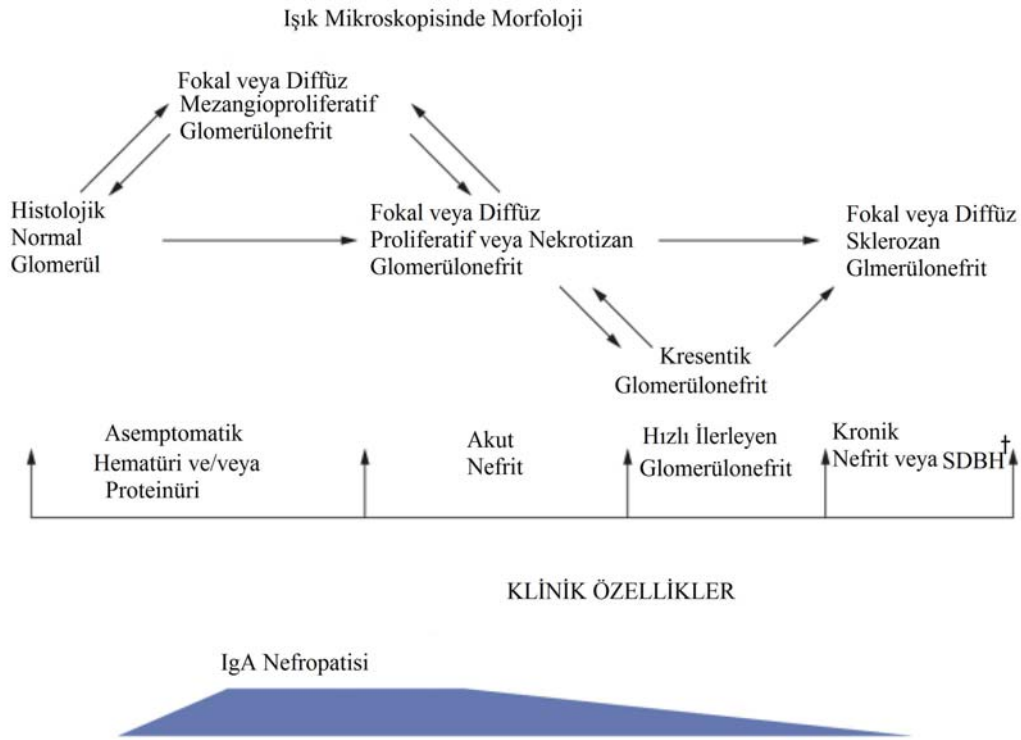 Işık Mikroskopisinde Morfoloji
Fokal veya Diffüz
Mezangioproliferatif
Glomerülonefrit
Histolojik
Normal
Glomerül
Fokal veya Diffüz
Proliferatif veya Nekrotizan
Glomerülonefrit
Fokal veya Diffüz
Sklerozan
Glmerülonefrit
Kresentik
Glomerülonefrit
Asemptomatik
Hematüri ve/veya
Proteinüri
Akut
Nefrit
Hızlı İlerleyen
Glomerülonefrit
Kronik
Nefrit veya SDBH†
KLİNİK ÖZELLİKLER
IgA Nefropatisi